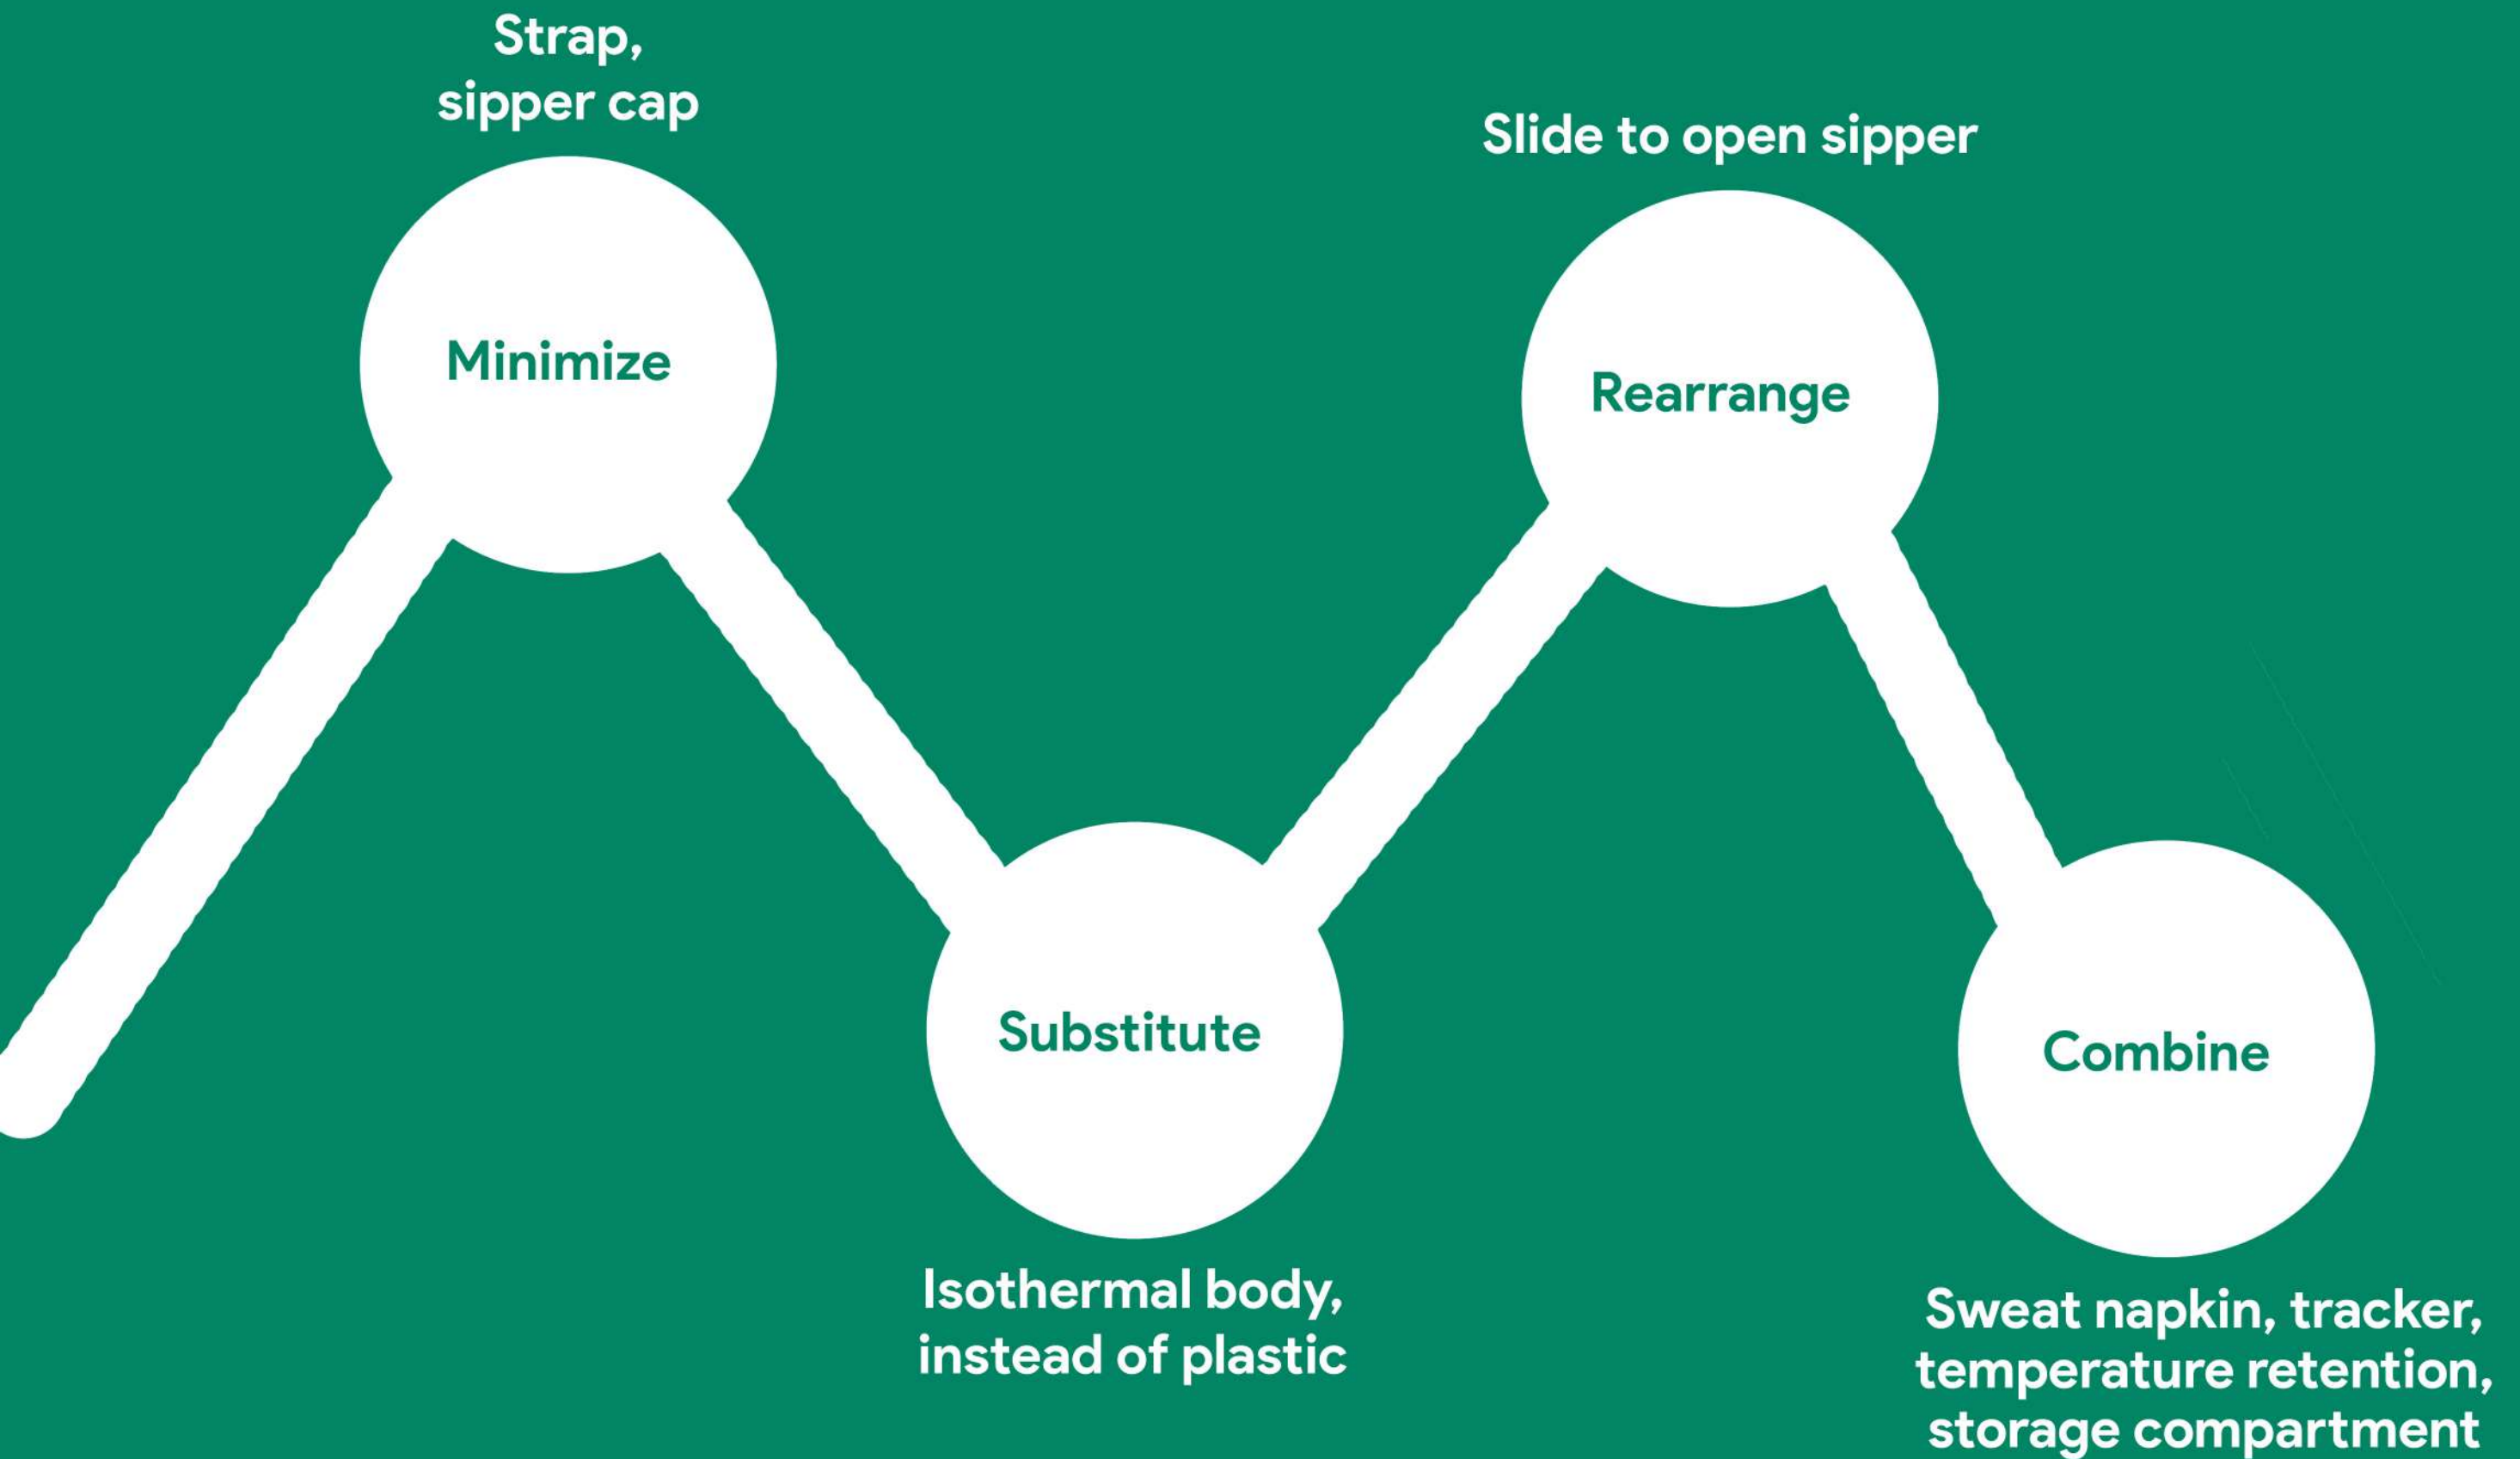 Strap,
sipper cap
Minimize
Substitute
Isothermal body,
instead of plastic
Slide to open sipper
Rearrange
Combine
Sweat napkin, tracker,
temperature retention,
storage compartment